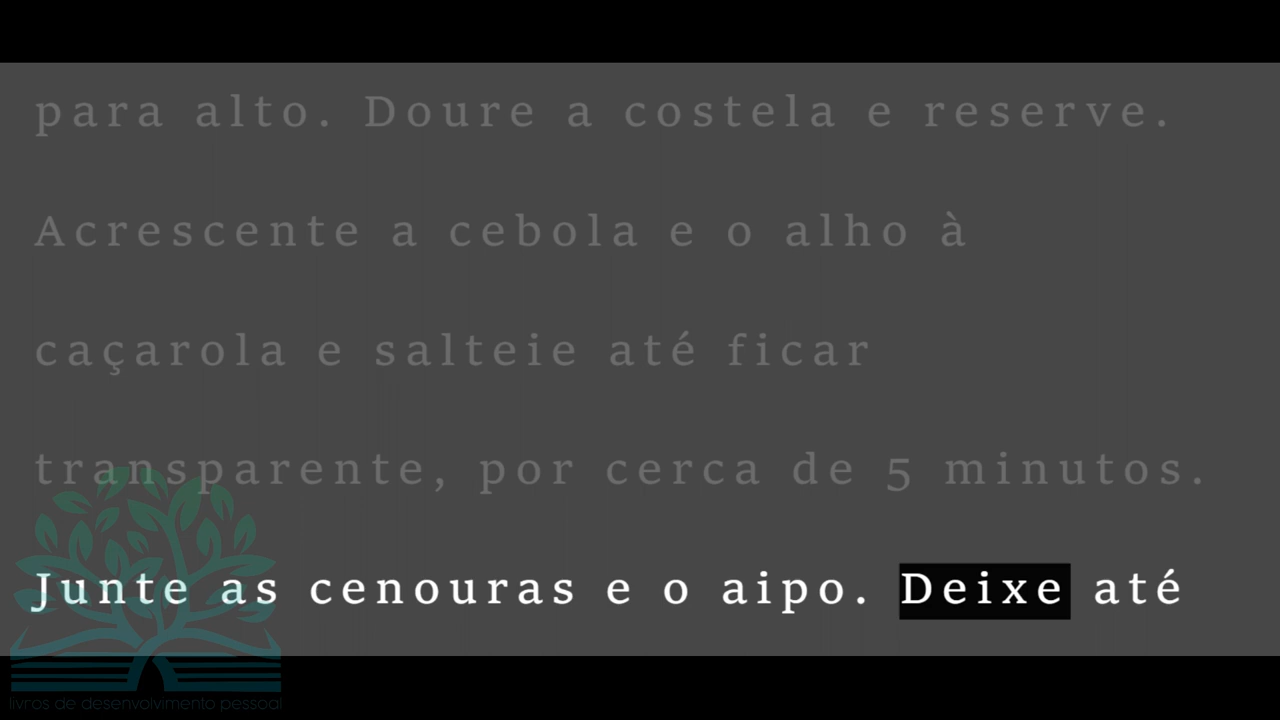 para alto. Doure a costela e reserve.
Acrescente a cebola e o alho à
caçarola e salteie até ficar
transparente, por cerca de 5 minutos.
Junte as cenouras e o aipo. Deixe até
livros de desenvolvimento pessoal